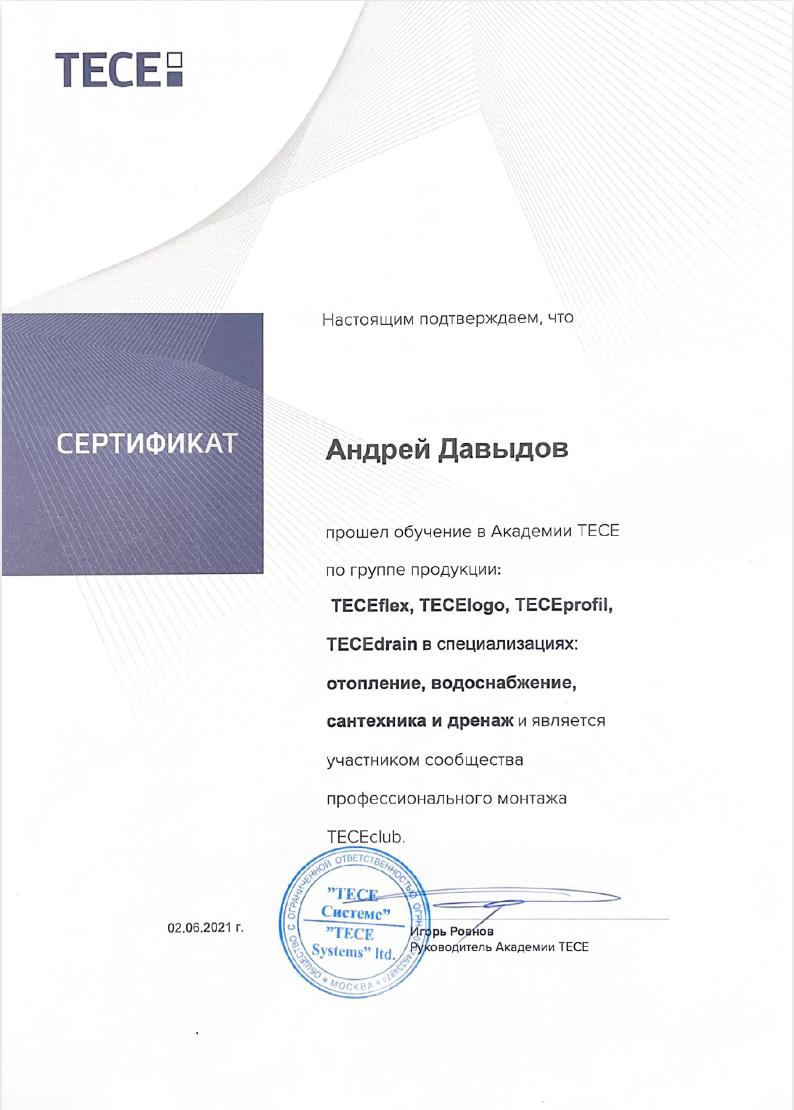 TECE
Настоящим подтверждаем, что
СЕРТИФИКАТ
Андрей Давыдов
прошел обучение в Академии TECE
по группе продукции:
TECEflex, TECElogo, TECEprofil,
TECEdrain в специализациях:
отопление, водоснабжение,
сантехника и дренаж и является
участником сообщества
профессионального монтажа
TECEclub.
ОБЩЕСТВО С ОГРАНИЧЕННОЙ ОТВЕТСТВЕННОСТЬЮ
"ТЕСЕ
Системс"
"TECE
Systems" ltd.
* МОСКВА *
02.06.2021 г.
Игорь Ровнов
Руководитель Академии TECE